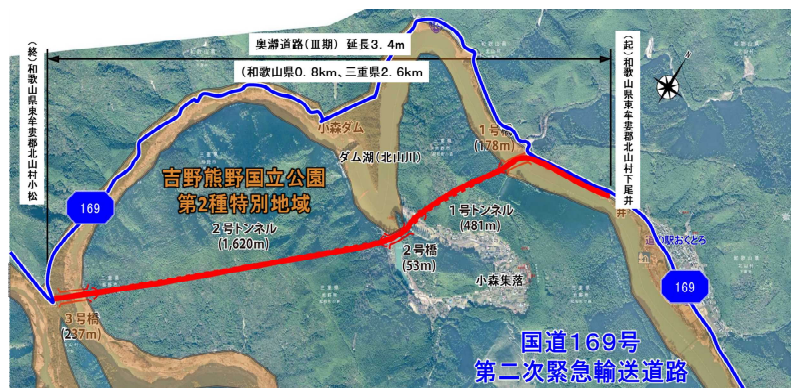 奥瀞道路(Ⅲ期) 延長3.4m
(和歌山県0.8km、三重県2.6km
(終)和歌山県東牟婁郡北山村小松
(起)和歌山県東牟婁郡北山村下尾井
小森ダム
ダム湖(北山川)
1号橋
(178m)
吉野熊野国立公園
第2種特別地域
169
2号トンネル
(1,620m)
1号トンネル
(481m)
2号橋
(53m)
小森集落
道の駅おくとろ
169
3号橋
(237m)
国道169号
第二次緊急輸送道路